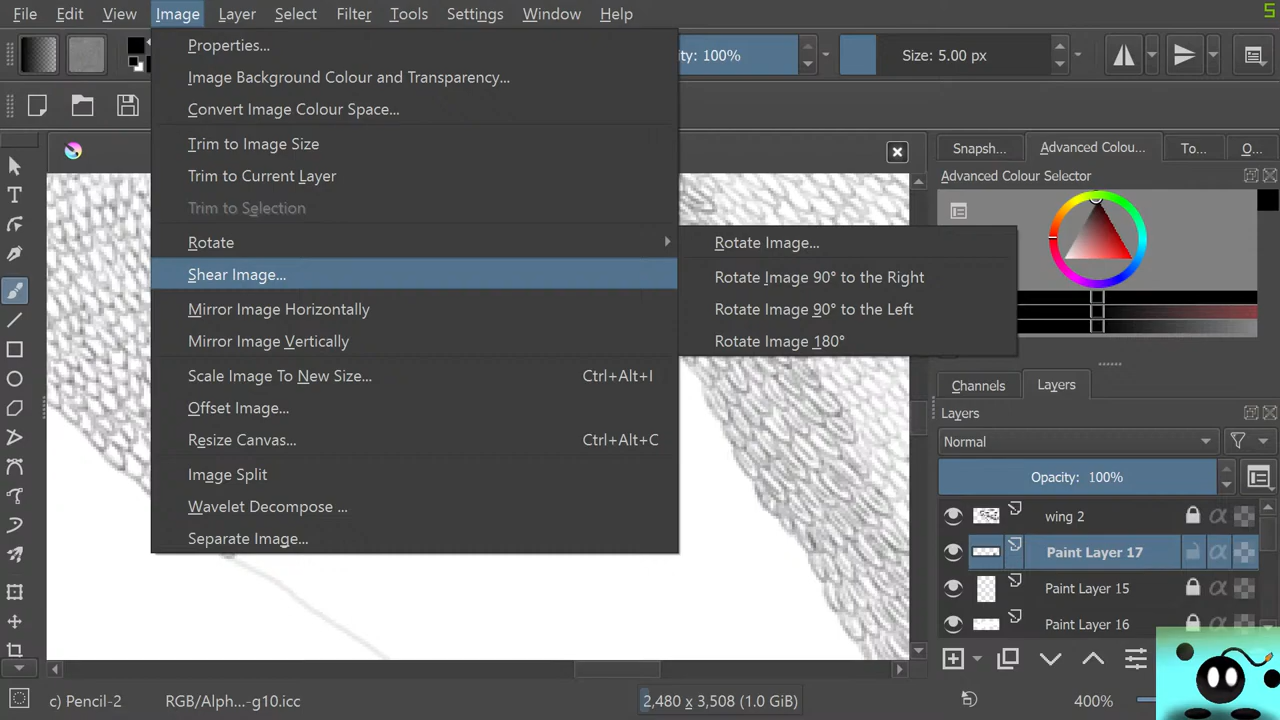 File Edit View Image Layer Select Filter Tools Settings Window Help
5
ity: 100%
Size: 5.00 px
Properties...
Image Background Colour and Transparency...
Convert Image Colour Space...
Trim to Image Size
Trim to Current Layer
Trim to Selection
Rotate
Shear Image...
Mirror Image Horizontally
Mirror Image Vertically
Scale Image To New Size... Ctrl+Alt+I
Offset Image...
Resize Canvas... Ctrl+Alt+C
Image Split
Wavelet Decompose ...
Separate Image...
Rotate Image...
Rotate Image 90° to the Right
Rotate Image 90° to the Left
Rotate Image 180°
Snapsh... Advanced Colou... To... O...
Advanced Colour Selector
Channels Layers
Layers
Normal
Opacity: 100%
wing 2
Paint Layer 17
Paint Layer 15
Paint Layer 16
c) Pencil-2 RGB/Alph...-g10.icc 2,480 x 3,508 (1.0 GiB) 400%